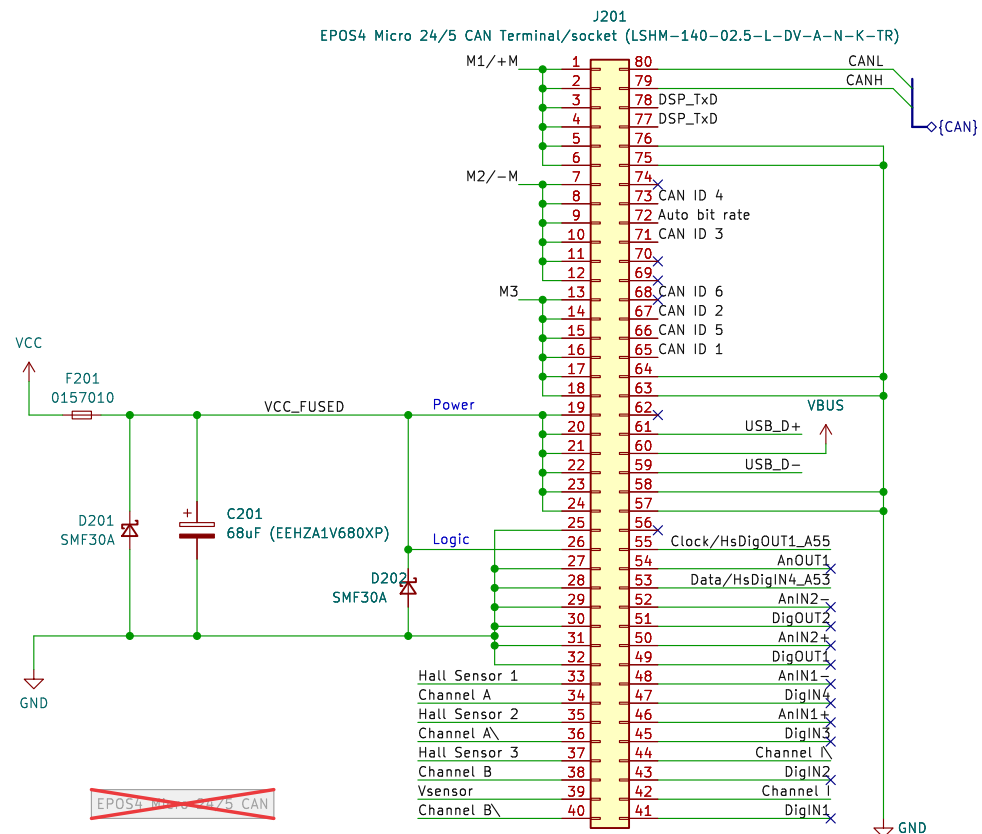 J201
EPOS4 Micro 24/5 CAN Terminal/socket (LSHM-140-02.5-L-DV-A-N-K-TR)
M1/+M 1 80 CANL
2 79 CANH
3 78 DSP_TxD
4 77 DSP_TxD
{CAN}
5 76
6 75
M2/-M 7 74
8 73 CAN ID 4
9 72 Auto bit rate
10 71 CAN ID 3
11 70
12 69
M3 13 68 CAN ID 6
14 67 CAN ID 2
15 66 CAN ID 5
16 65 CAN ID 1
VCC
17 64
F201
0157010
18 63
VCC_FUSED Power 19 62 VBUS
20 61 USB_D+
21 60
22 59 USB_D-
23 58
24 57
C201
D201
25 56
68uF (EEHZA1V680XP)
SMF30A
Logic 26 55 Clock/HsDigOUT1_A55
27 54 AnOUT1
D202
28 53 Data/HsDigIN4_A53
SMF30A
29 52 AnIN2-
30 51 DigOUT2
31 50 AnIN2+
32 49 DigOUT1
Hall Sensor 1 33 48 AnIN1-
Channel A 34 47 DigIN4
GND
Hall Sensor 2 35 46 AnIN1+
Channel A\ 36 45 DigIN3
Hall Sensor 3 37 44 Channel I\
Channel B 38 43 DigIN2
Vsensor 39 42 Channel I
EPOS4 Micro 24/5 CAN
Channel B\ 40 41 DigIN1
GND